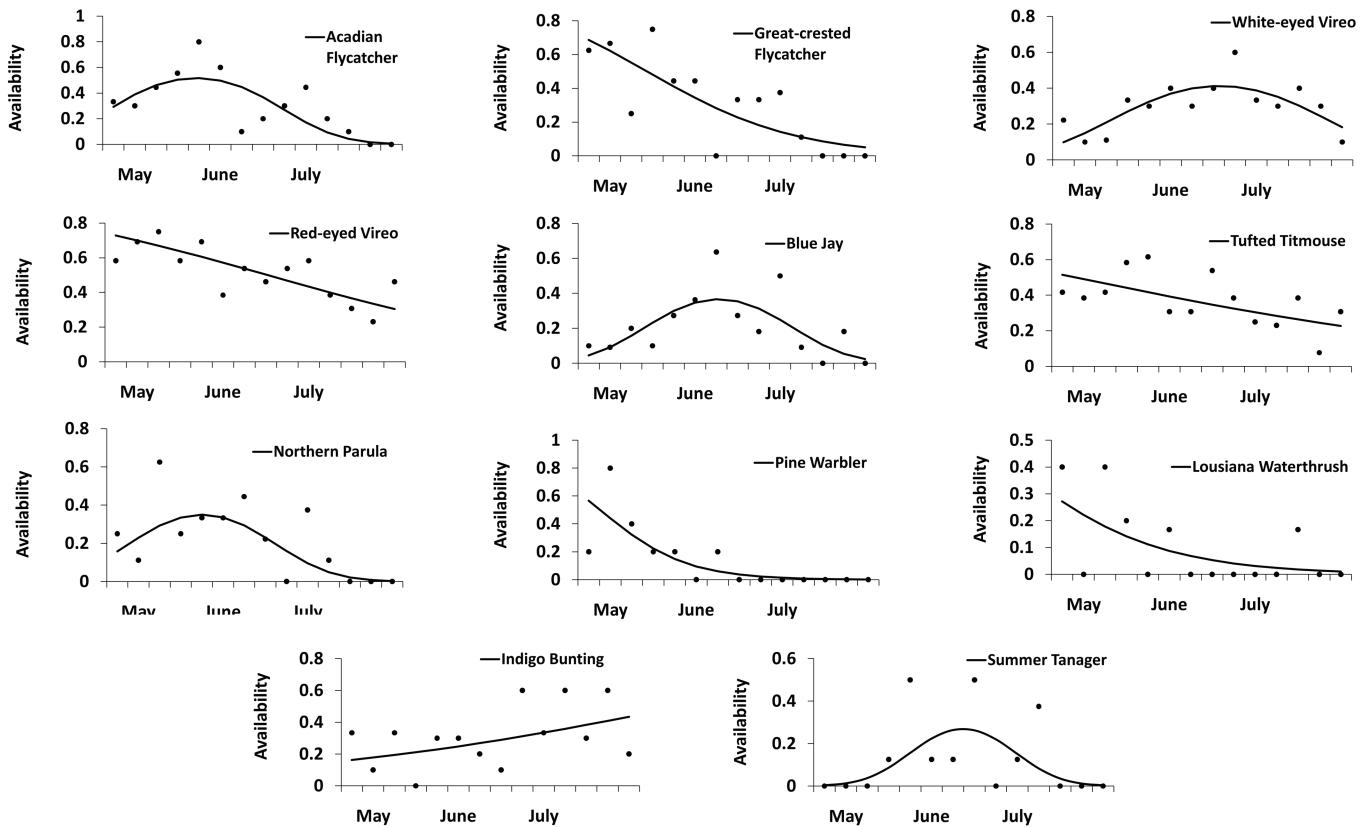 Availability
1
0.8
0.6
0.4
0.2
0
Acadian
Flycatcher
May June July
Availability
0.8
0.6
0.4
0.2
0
Great-crested
Flycatcher
May June July
Availability
0.8
0.6
0.4
0.2
0
White-eyed Vireo
May June July
Availability
0.8
0.6
0.4
0.2
0
Red-eyed Vireo
May June July
Availability
0.8
0.6
0.4
0.2
0
Blue Jay
May June July
Availability
0.8
0.6
0.4
0.2
0
Tufted Titmouse
May June July
Availability
0.8
0.6
0.4
0.2
0
Northern Parula
May June July
Availability
1
0.8
0.6
0.4
0.2
0
Pine Warbler
May June July
Availability
0.5
0.4
0.3
0.2
0.1
0
Lousiana Waterthrush
May June July
Availability
0.8
0.6
0.4
0.2
0
Indigo Bunting
May June July
Availability
0.6
0.4
0.2
0
Summer Tanager
May June July